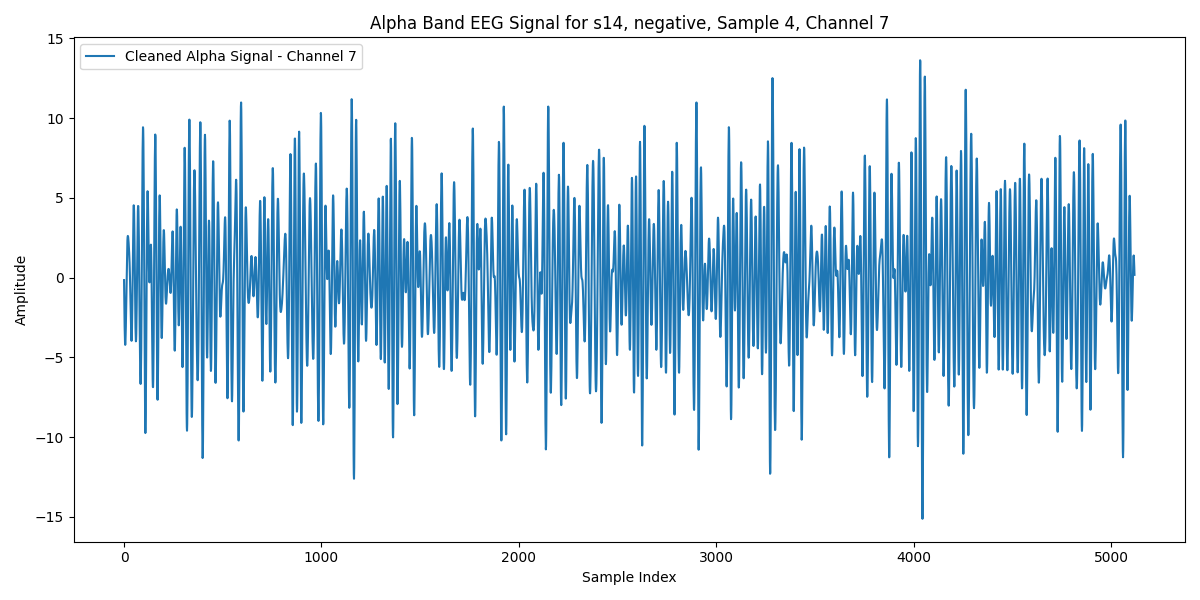 Alpha Band EEG Signal for s14, negative, Sample 4, Channel 7
Cleaned Alpha Signal - Channel 7
Amplitude
15
10
5
0
−5
−10
−15
0 1000 2000 3000 4000 5000
Sample Index